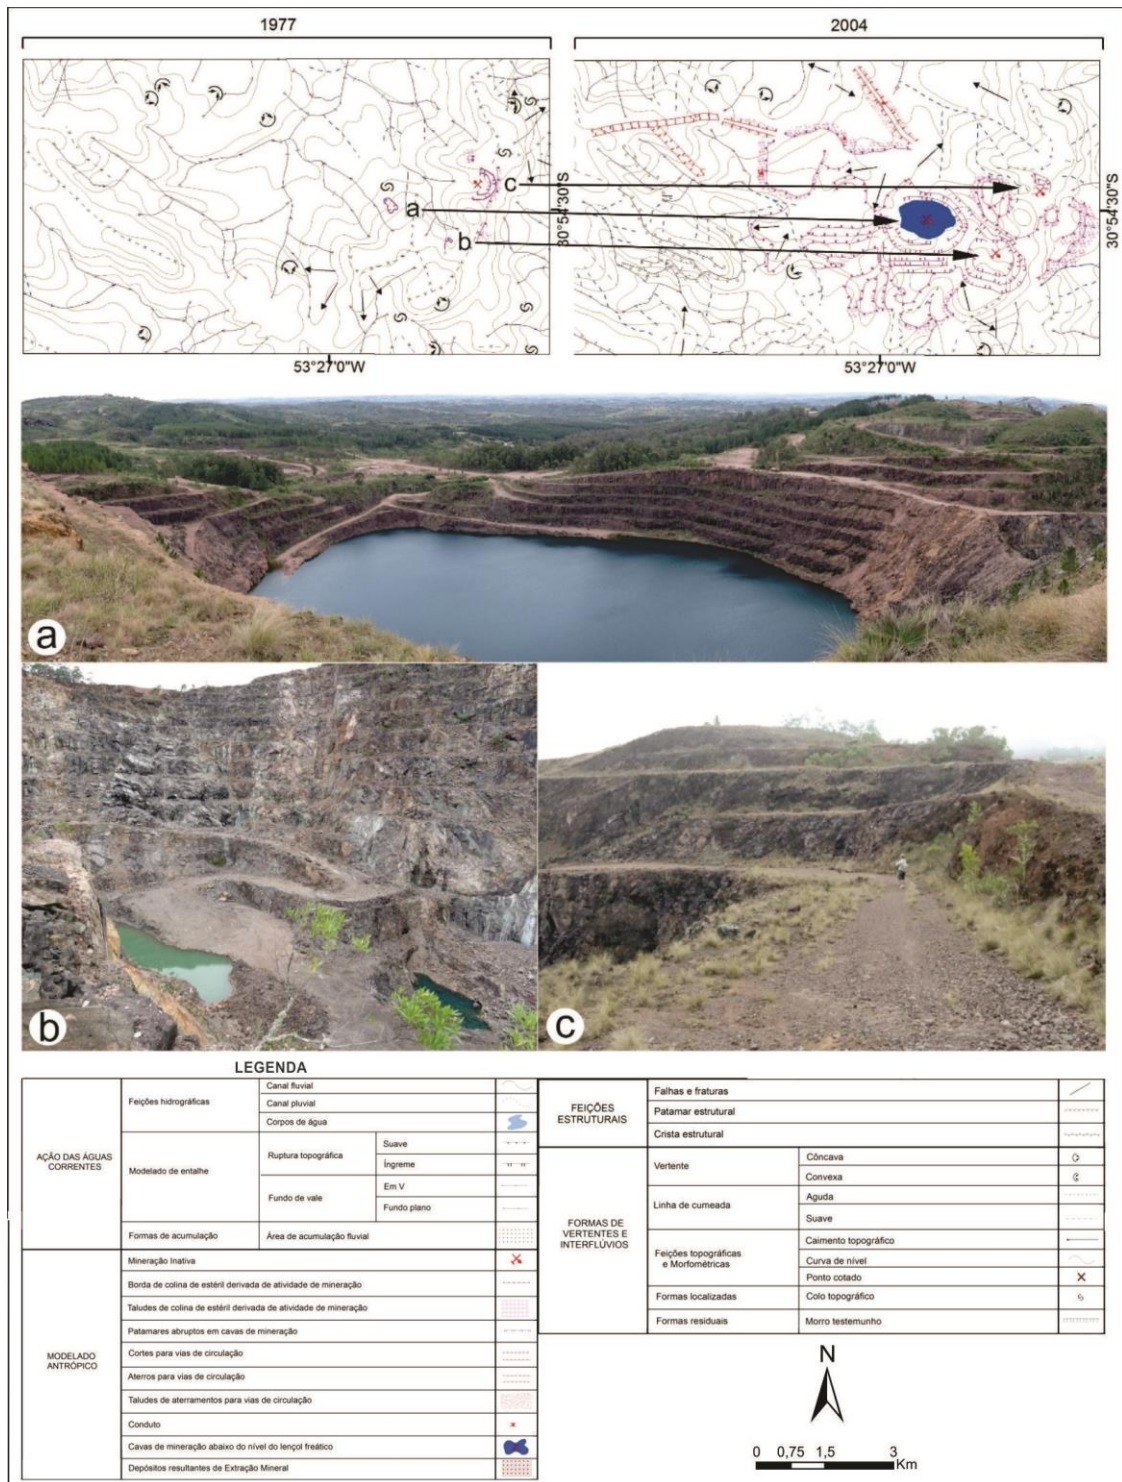 1977
2004
c
a
b
30°54'30"S
30°54'30"S
53°27'0"W
53°27'0"W
a
b
c
LEGENDA
AÇÃO DAS ÁGUAS CORRENTES
Feições hidrográficas
Canal fluvial
Canal pluvial
Corpos de água
Modelado de entalhe
Ruptura topográfica
Suave
Íngreme
Fundo de vale
Em V
Fundo plano
Formas de acumulação
Área de acumulação fluvial
MODELADO ANTRÓPICO
Mineração Inativa
Borda de colina de estéril derivada de atividade de mineração
Taludes de colina de estéril derivada de atividade de mineração
Patamares abruptos em cavas de mineração
Cortes para vias de circulação
Aterros para vias de circulação
Taludes de aterramentos para vias de circulação
Conduto
Cavas de mineração abaixo do nível do lençol freático
Depósitos resultantes de Extração Mineral
FEIÇÕES ESTRUTURAIS
Falhas e fraturas
Patamar estrutural
Crista estrutural
FORMAS DE VERTENTES E INTERFLÚVIOS
Vertente
Côncava
Convexa
Linha de cumeada
Aguda
Suave
Feições topográficas e Morfométricas
Caimento topográfico
Curva de nível
Ponto cotado
Formas localizadas
Colo topográfico
Formas residuais
Morro testemunho
N
0 0,75 1,5 3
Km